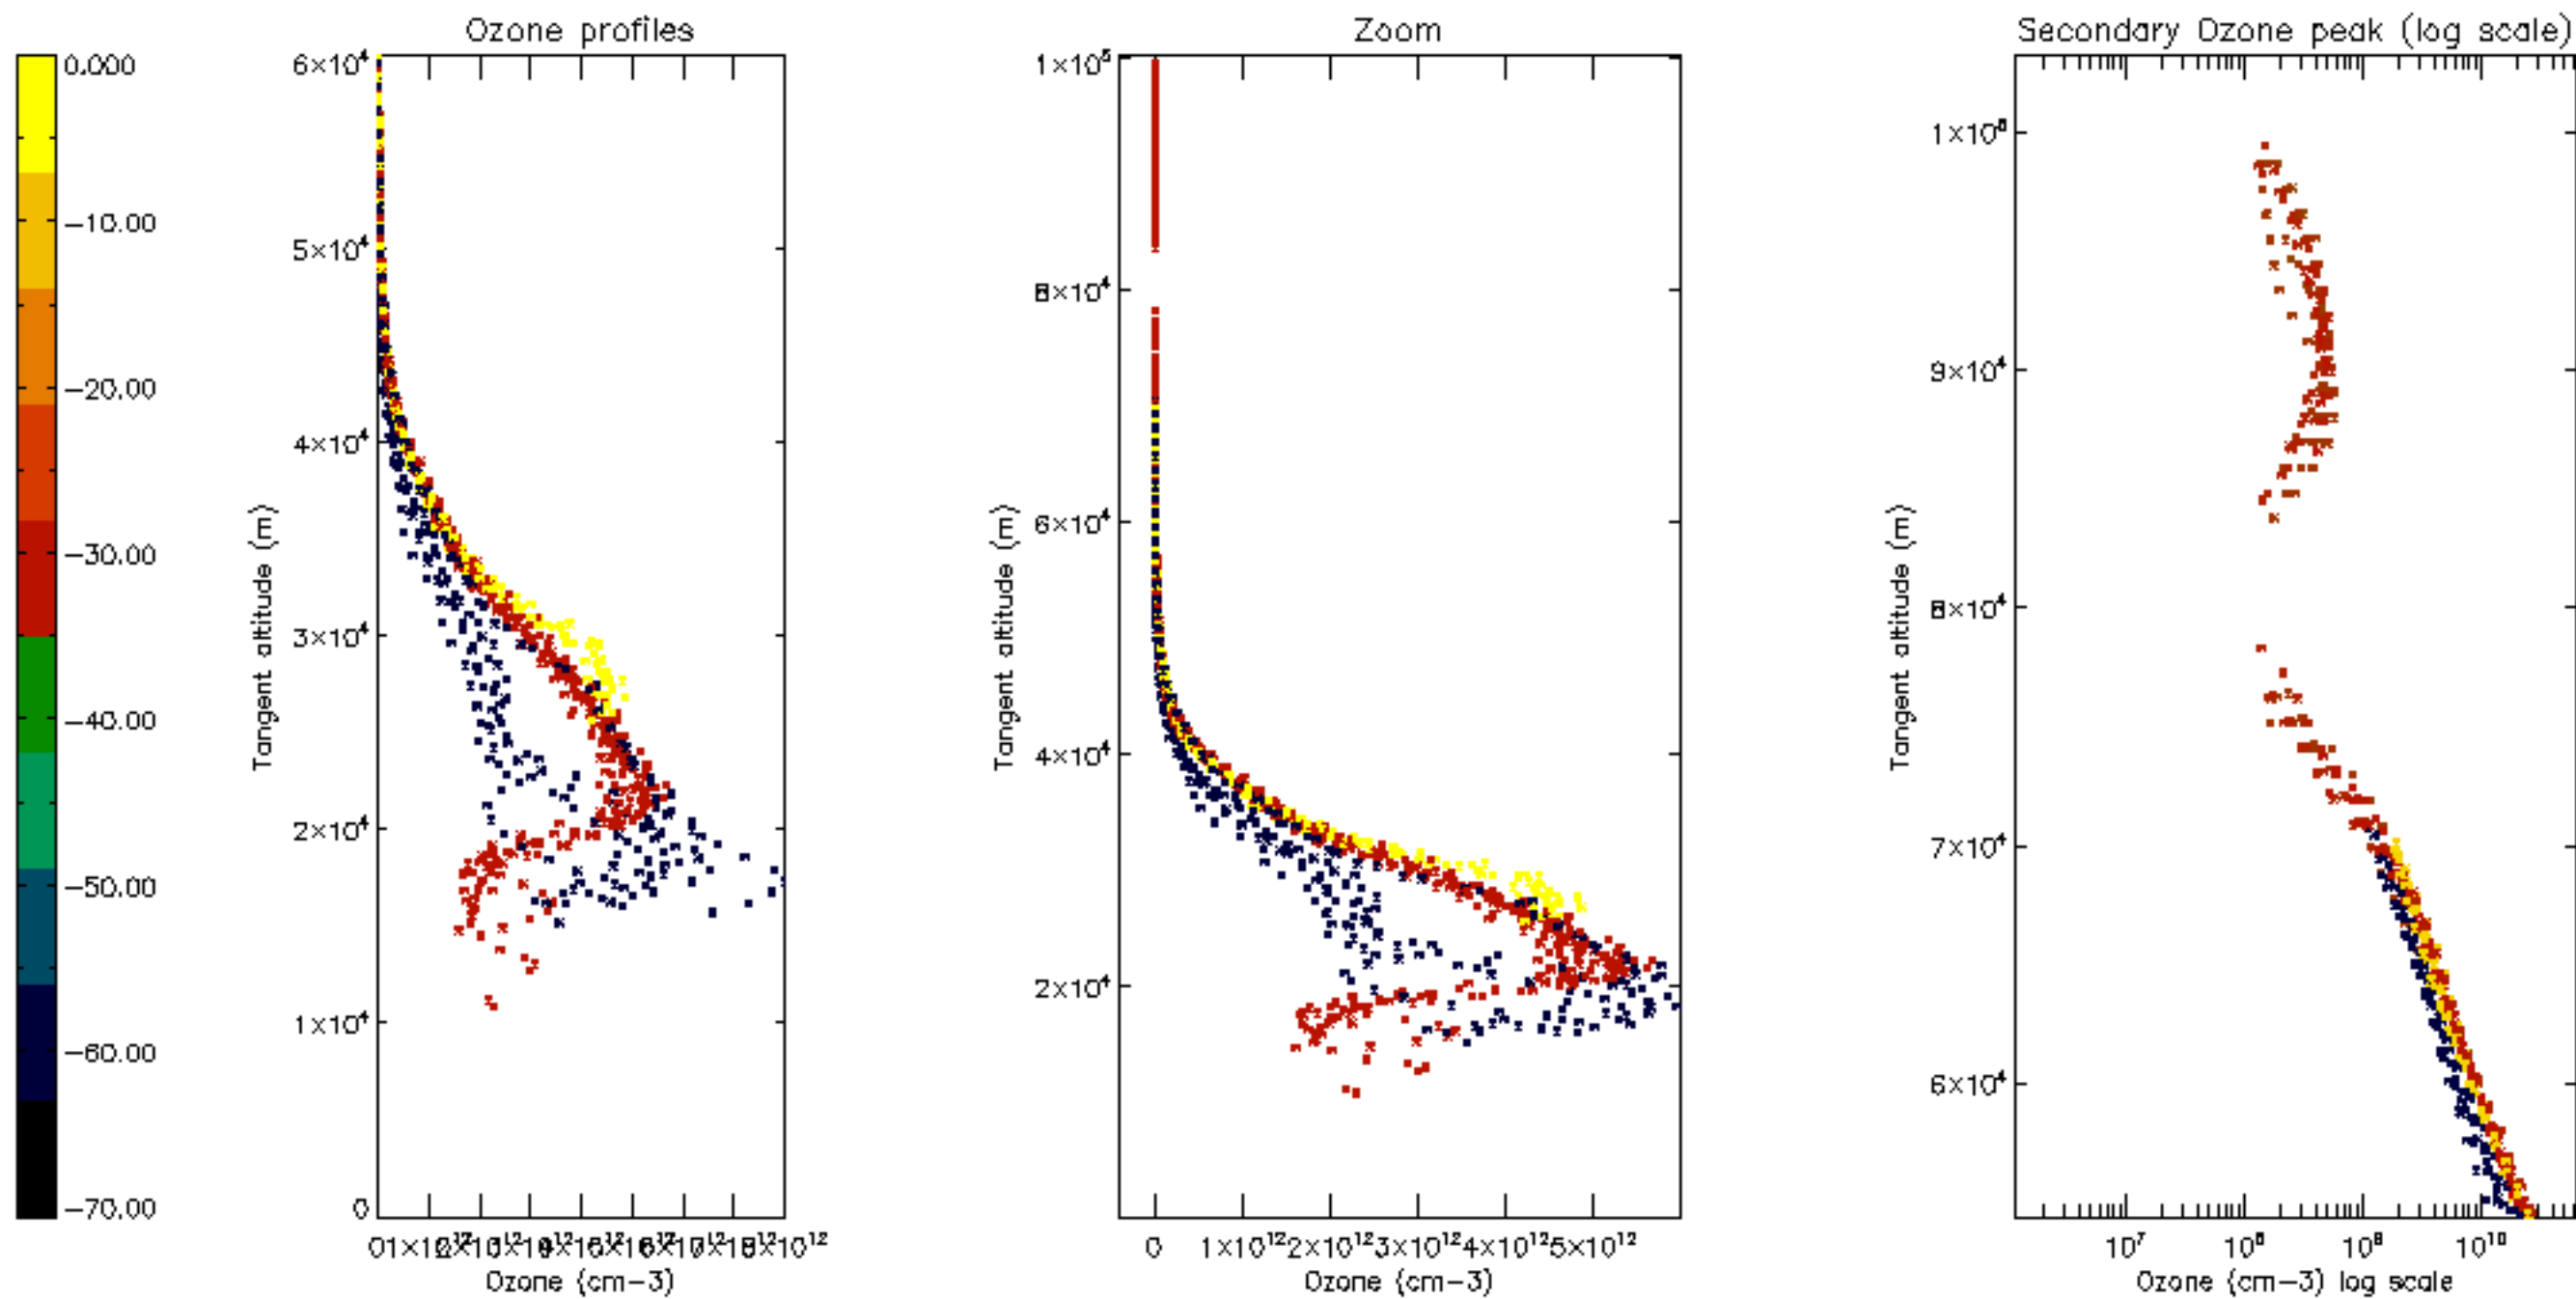 Ozone profiles
Zoom
Secondary Ozone peak (log scale)
0.000
-10.00
-20.00
-30.00
-40.00
-50.00
-60.00
-70.00
6×10⁴
5×10⁴
4×10⁴
3×10⁴
2×10⁴
1×10⁴
0
Tangent altitude (m)
Ozone (cm-3)
1×10⁵
8×10⁴
6×10⁴
4×10⁴
2×10⁴
Tangent altitude (m)
0 1×10¹² 2×10¹² 3×10¹² 4×10¹² 5×10¹²
Ozone (cm-3)
9×10⁴
8×10⁴
7×10⁴
6×10⁴
Tangent altitude (m)
10⁷ 10⁸ 10⁹ 10¹⁰
Ozone (cm-3) log scale